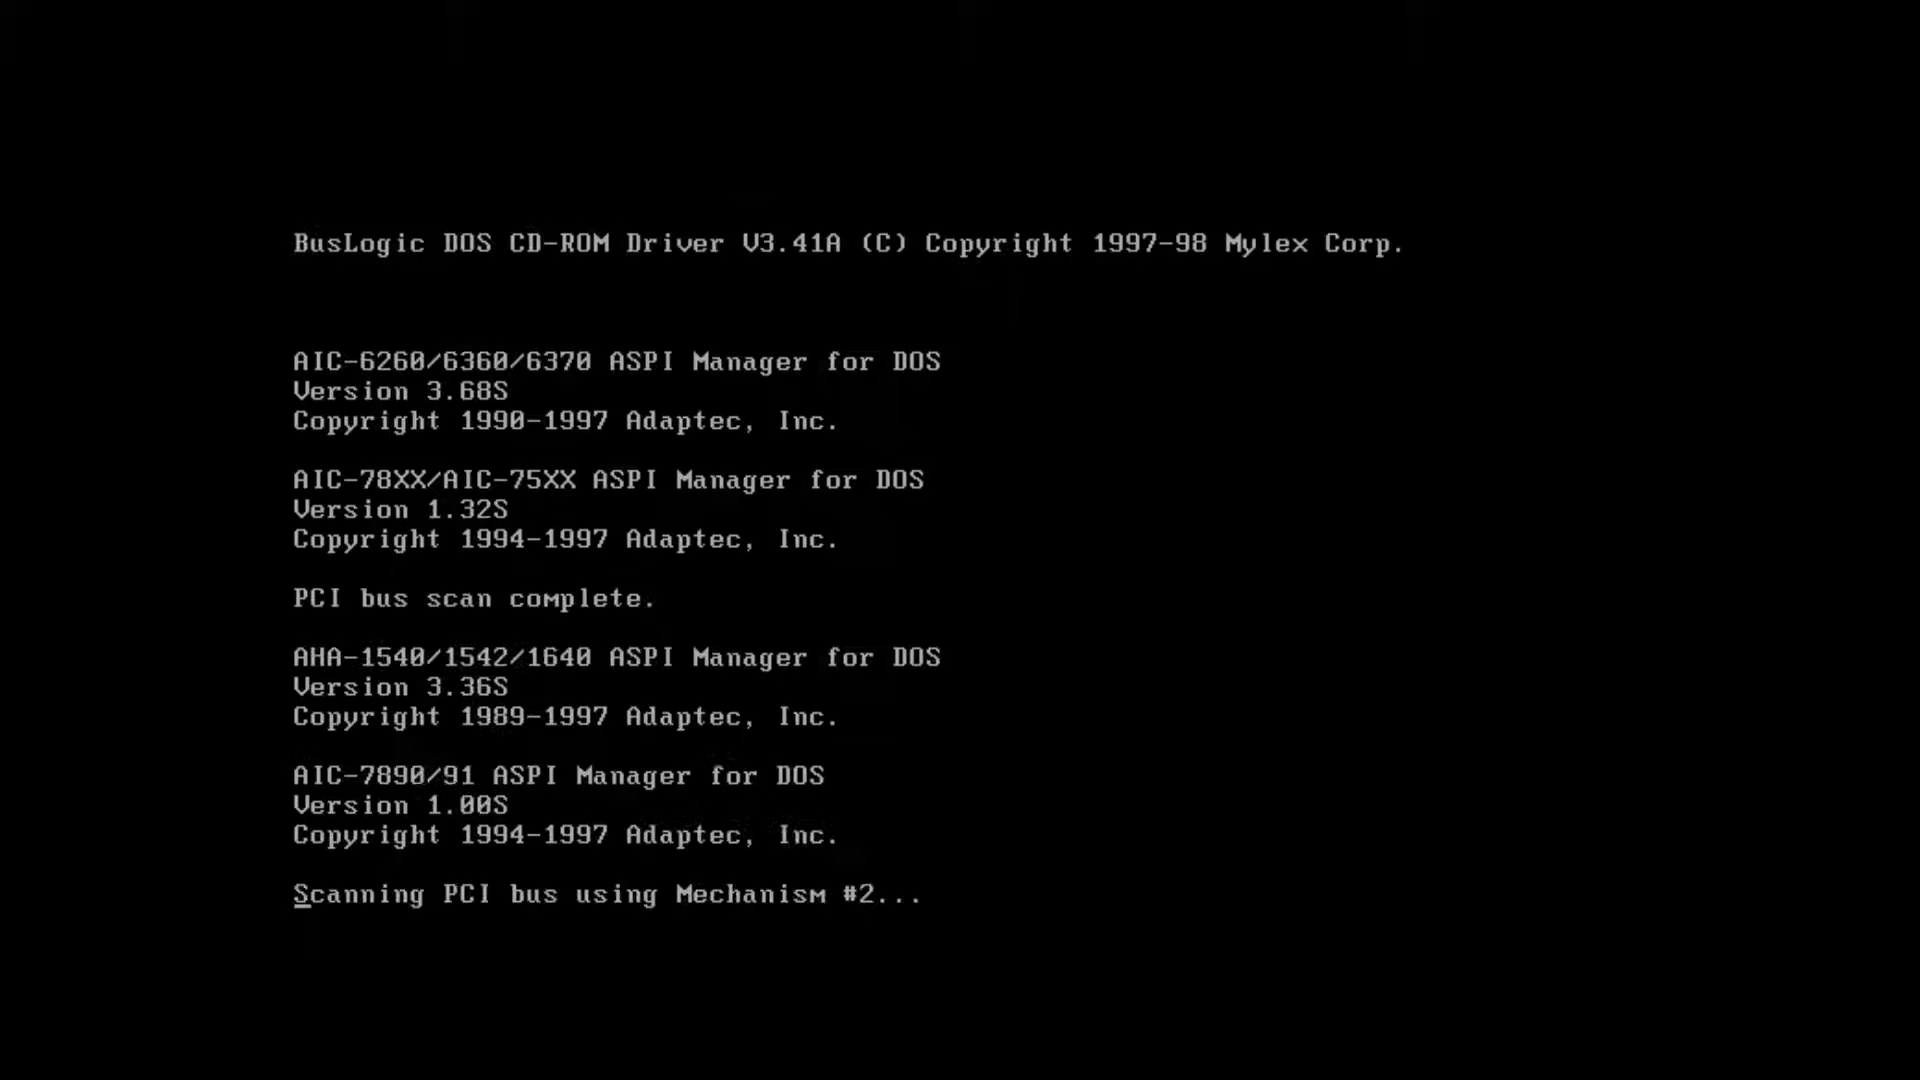 BusLogic DOS CD-ROM Driver V3.41A (C) Copyright 1997-98 Mylex Corp.
AIC-6260/6360/6370 ASPI Manager for DOS
Version 3.68S
Copyright 1990-1997 Adaptec, Inc.
AIC-78XX/AIC-75XX ASPI Manager for DOS
Version 1.32S
Copyright 1994-1997 Adaptec, Inc.
PCI bus scan complete.
AHA-1540/1542/1640 ASPI Manager for DOS
Version 3.36S
Copyright 1989-1997 Adaptec, Inc.
AIC-7890/91 ASPI Manager for DOS
Version 1.00S
Copyright 1994-1997 Adaptec, Inc.
Scanning PCI bus using Mechanism #2...